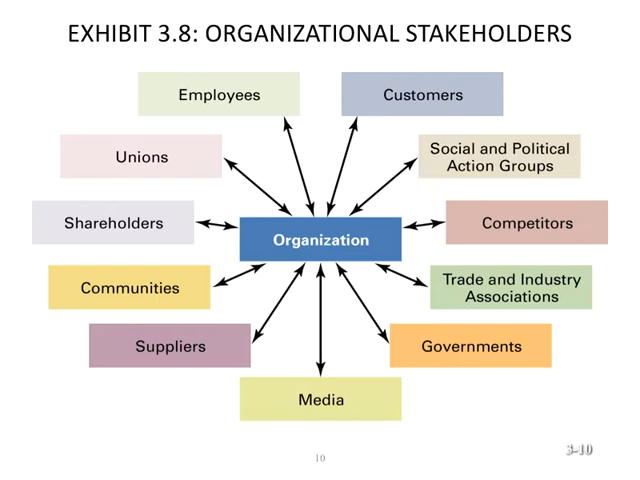 EXHIBIT 3.8: ORGANIZATIONAL STAKEHOLDERS
Employees
Customers
Unions
Social and Political
Action Groups
Shareholders
Competitors
Organization
Communities
Trade and Industry
Associations
Suppliers
Governments
Media
10
3-10